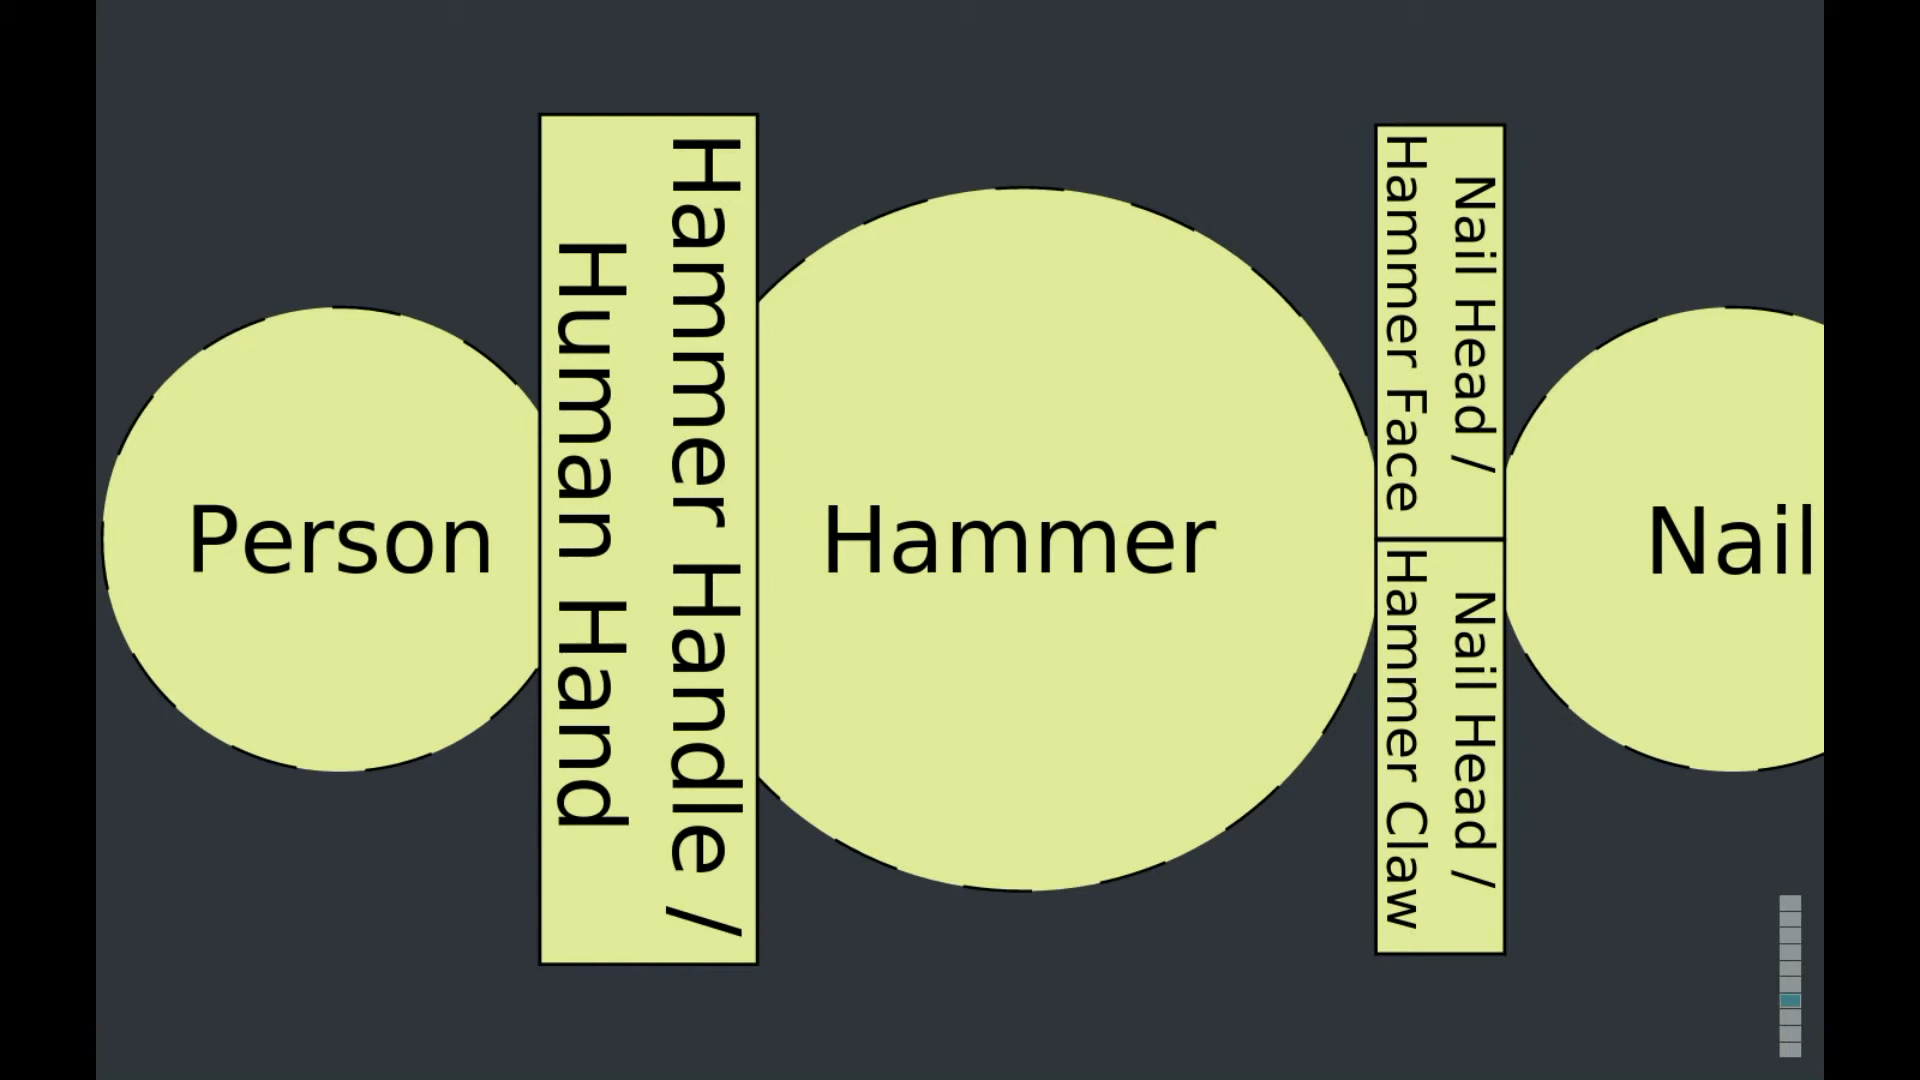 Person
Hammer Handle /
Human Hand
Hammer
Nail Head /
Hammer Face
Nail Head /
Hammer Claw
Nail